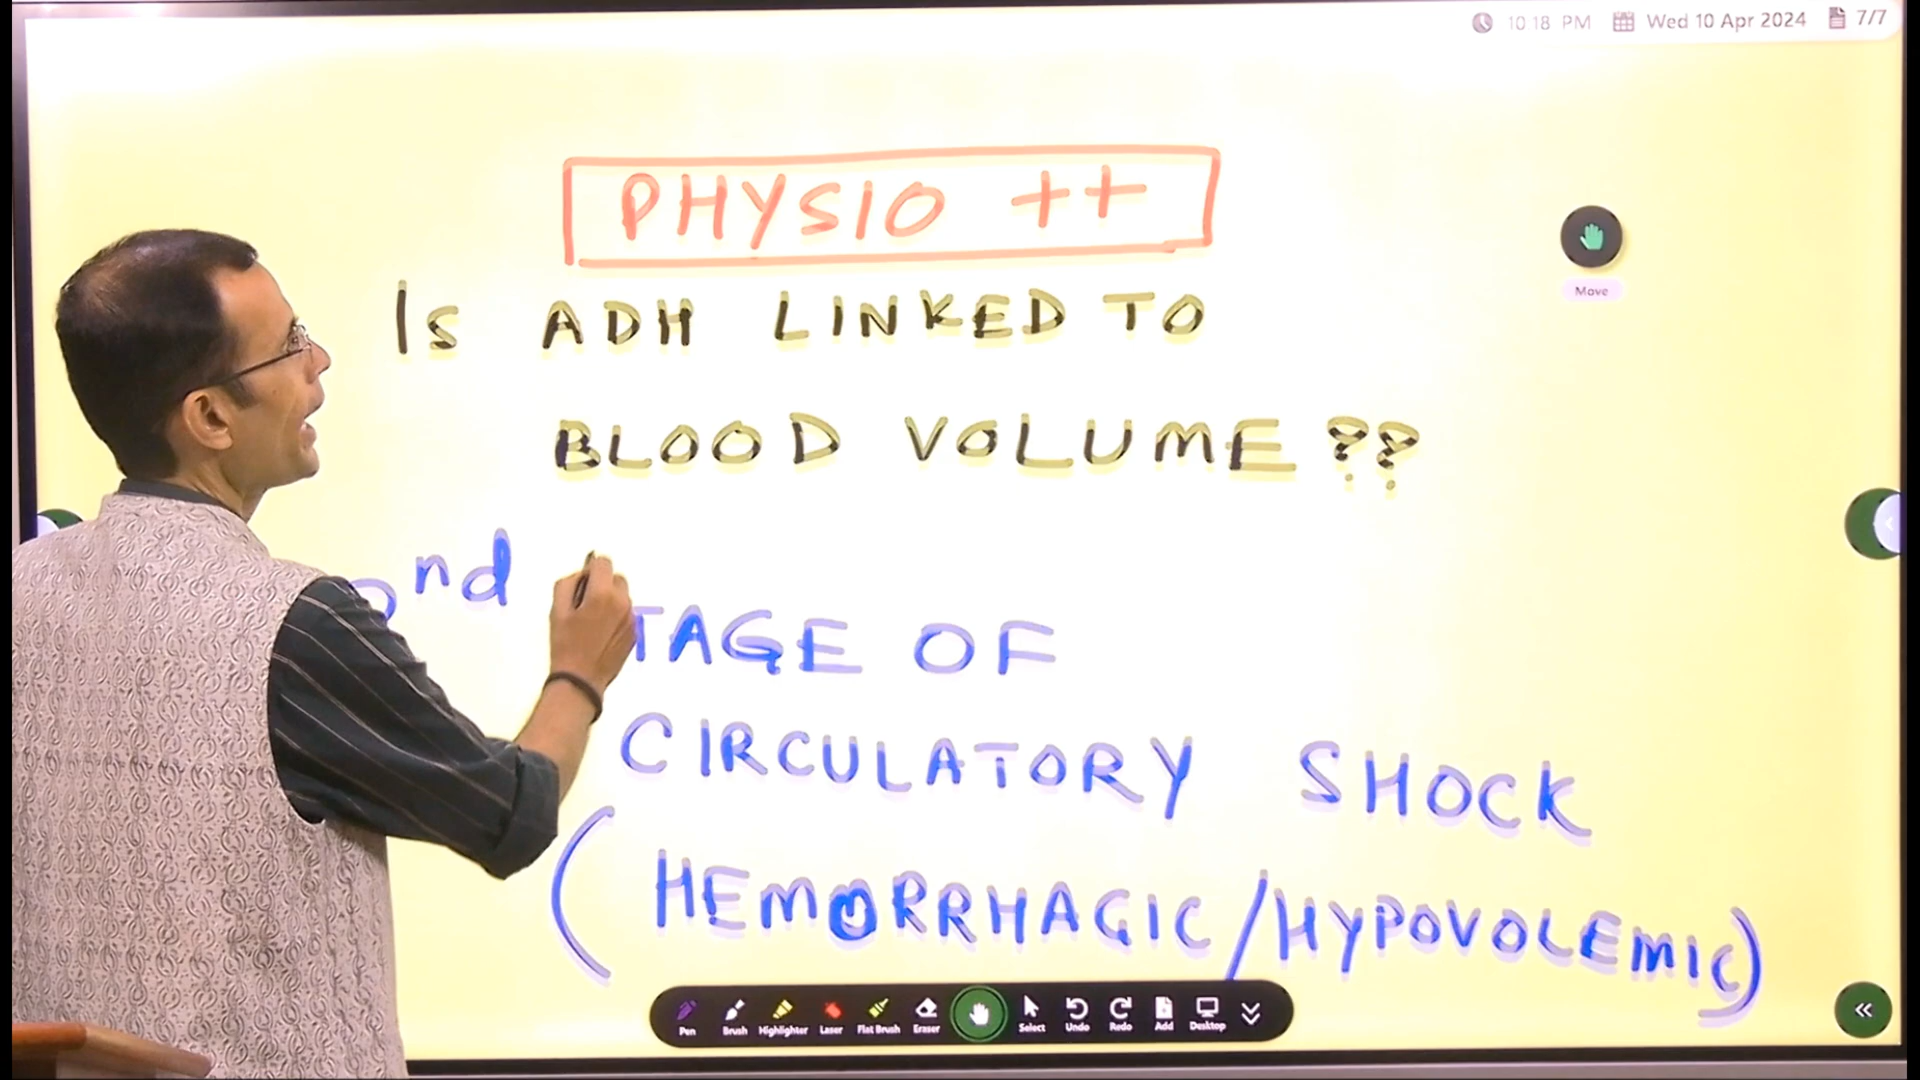 10:18 PM Wed 10 Apr 2024 7/7
PHYSIO ++
Move
Is ADH LINKED TO
BLOOD VOLUME ??
nd
TAGE OF
CIRCULATORY SHOCK
(HEMORRHAGIC/HYPOVOLEMIC)
Pen Brush Highlighter Laser Flat Brush Eraser Select Undo Redo Add Desktop